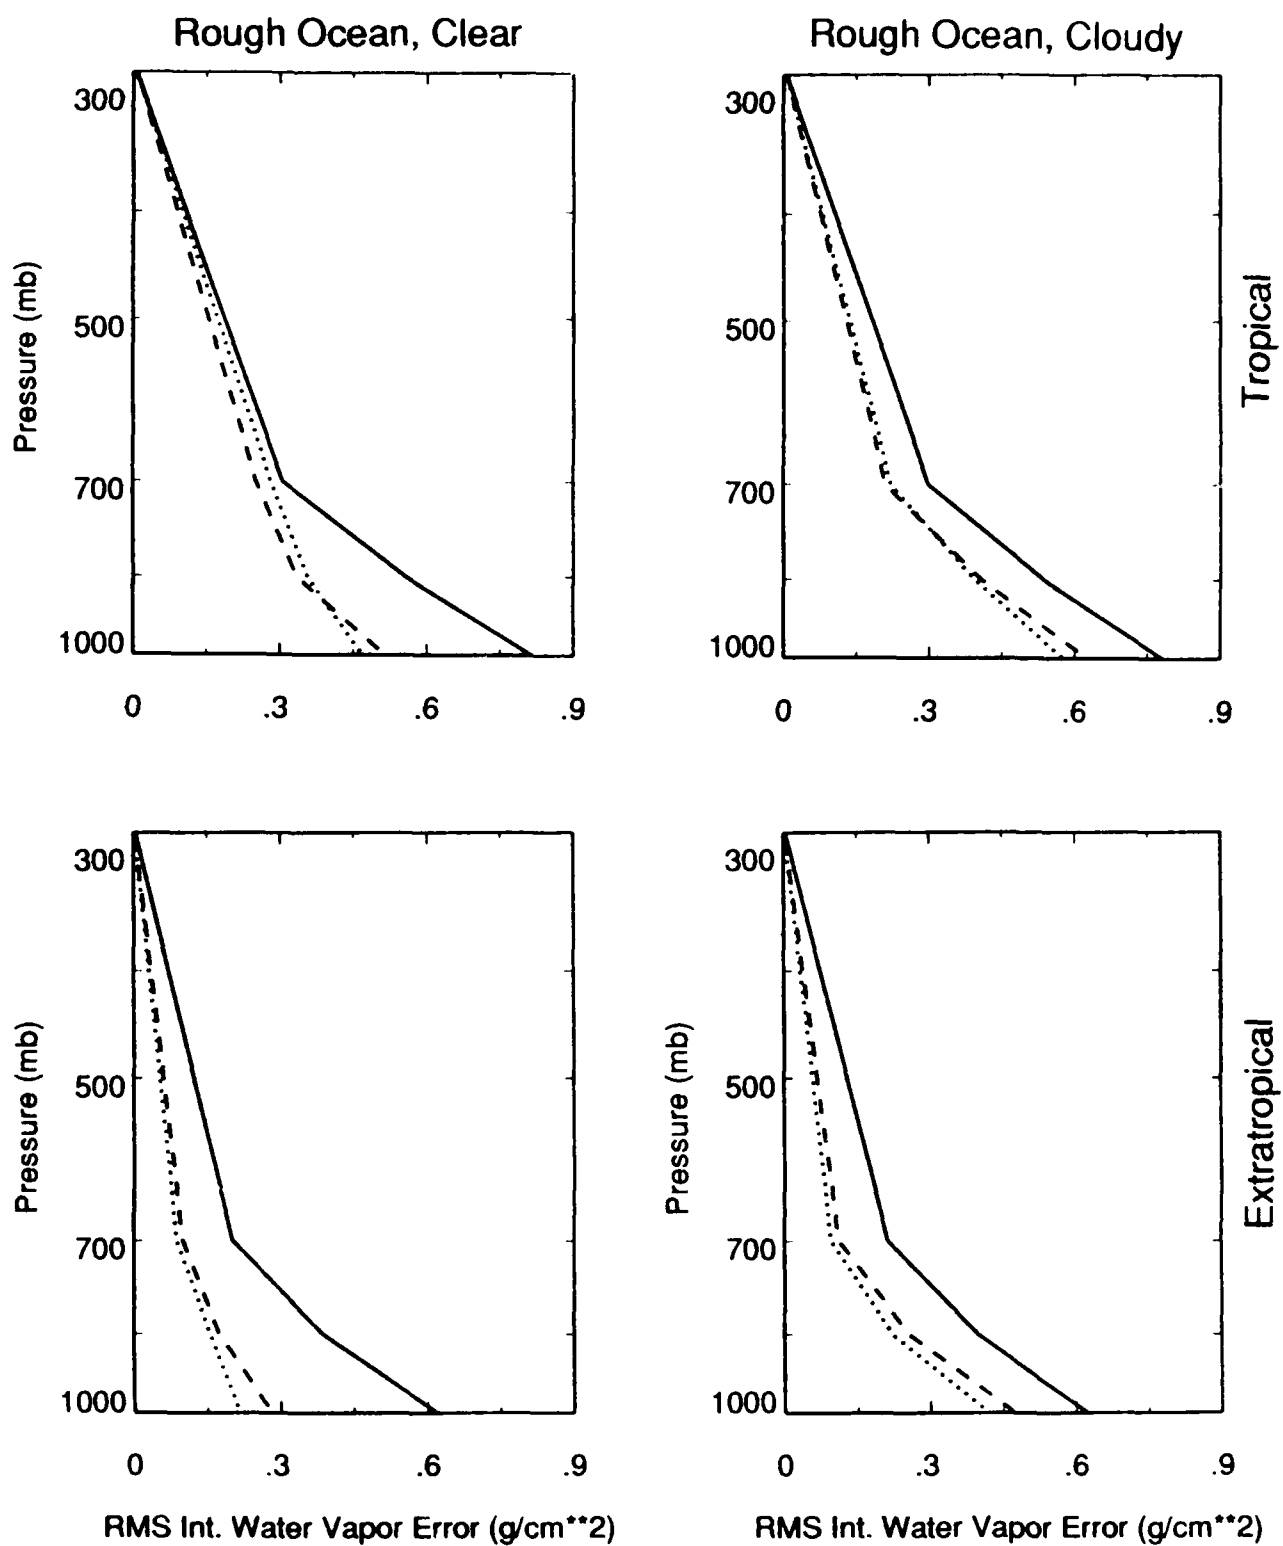 Rough Ocean, Clear
Rough Ocean, Cloudy
300
500
700
1000
Pressure (mb)
0 .3 .6 .9
300
500
700
1000
0 .3 .6 .9
Tropical
300
500
700
1000
Pressure (mb)
0 .3 .6 .9
RMS Int. Water Vapor Error (g/cm**2)
300
500
700
1000
Pressure (mb)
0 .3 .6 .9
RMS Int. Water Vapor Error (g/cm**2)
Extratropical